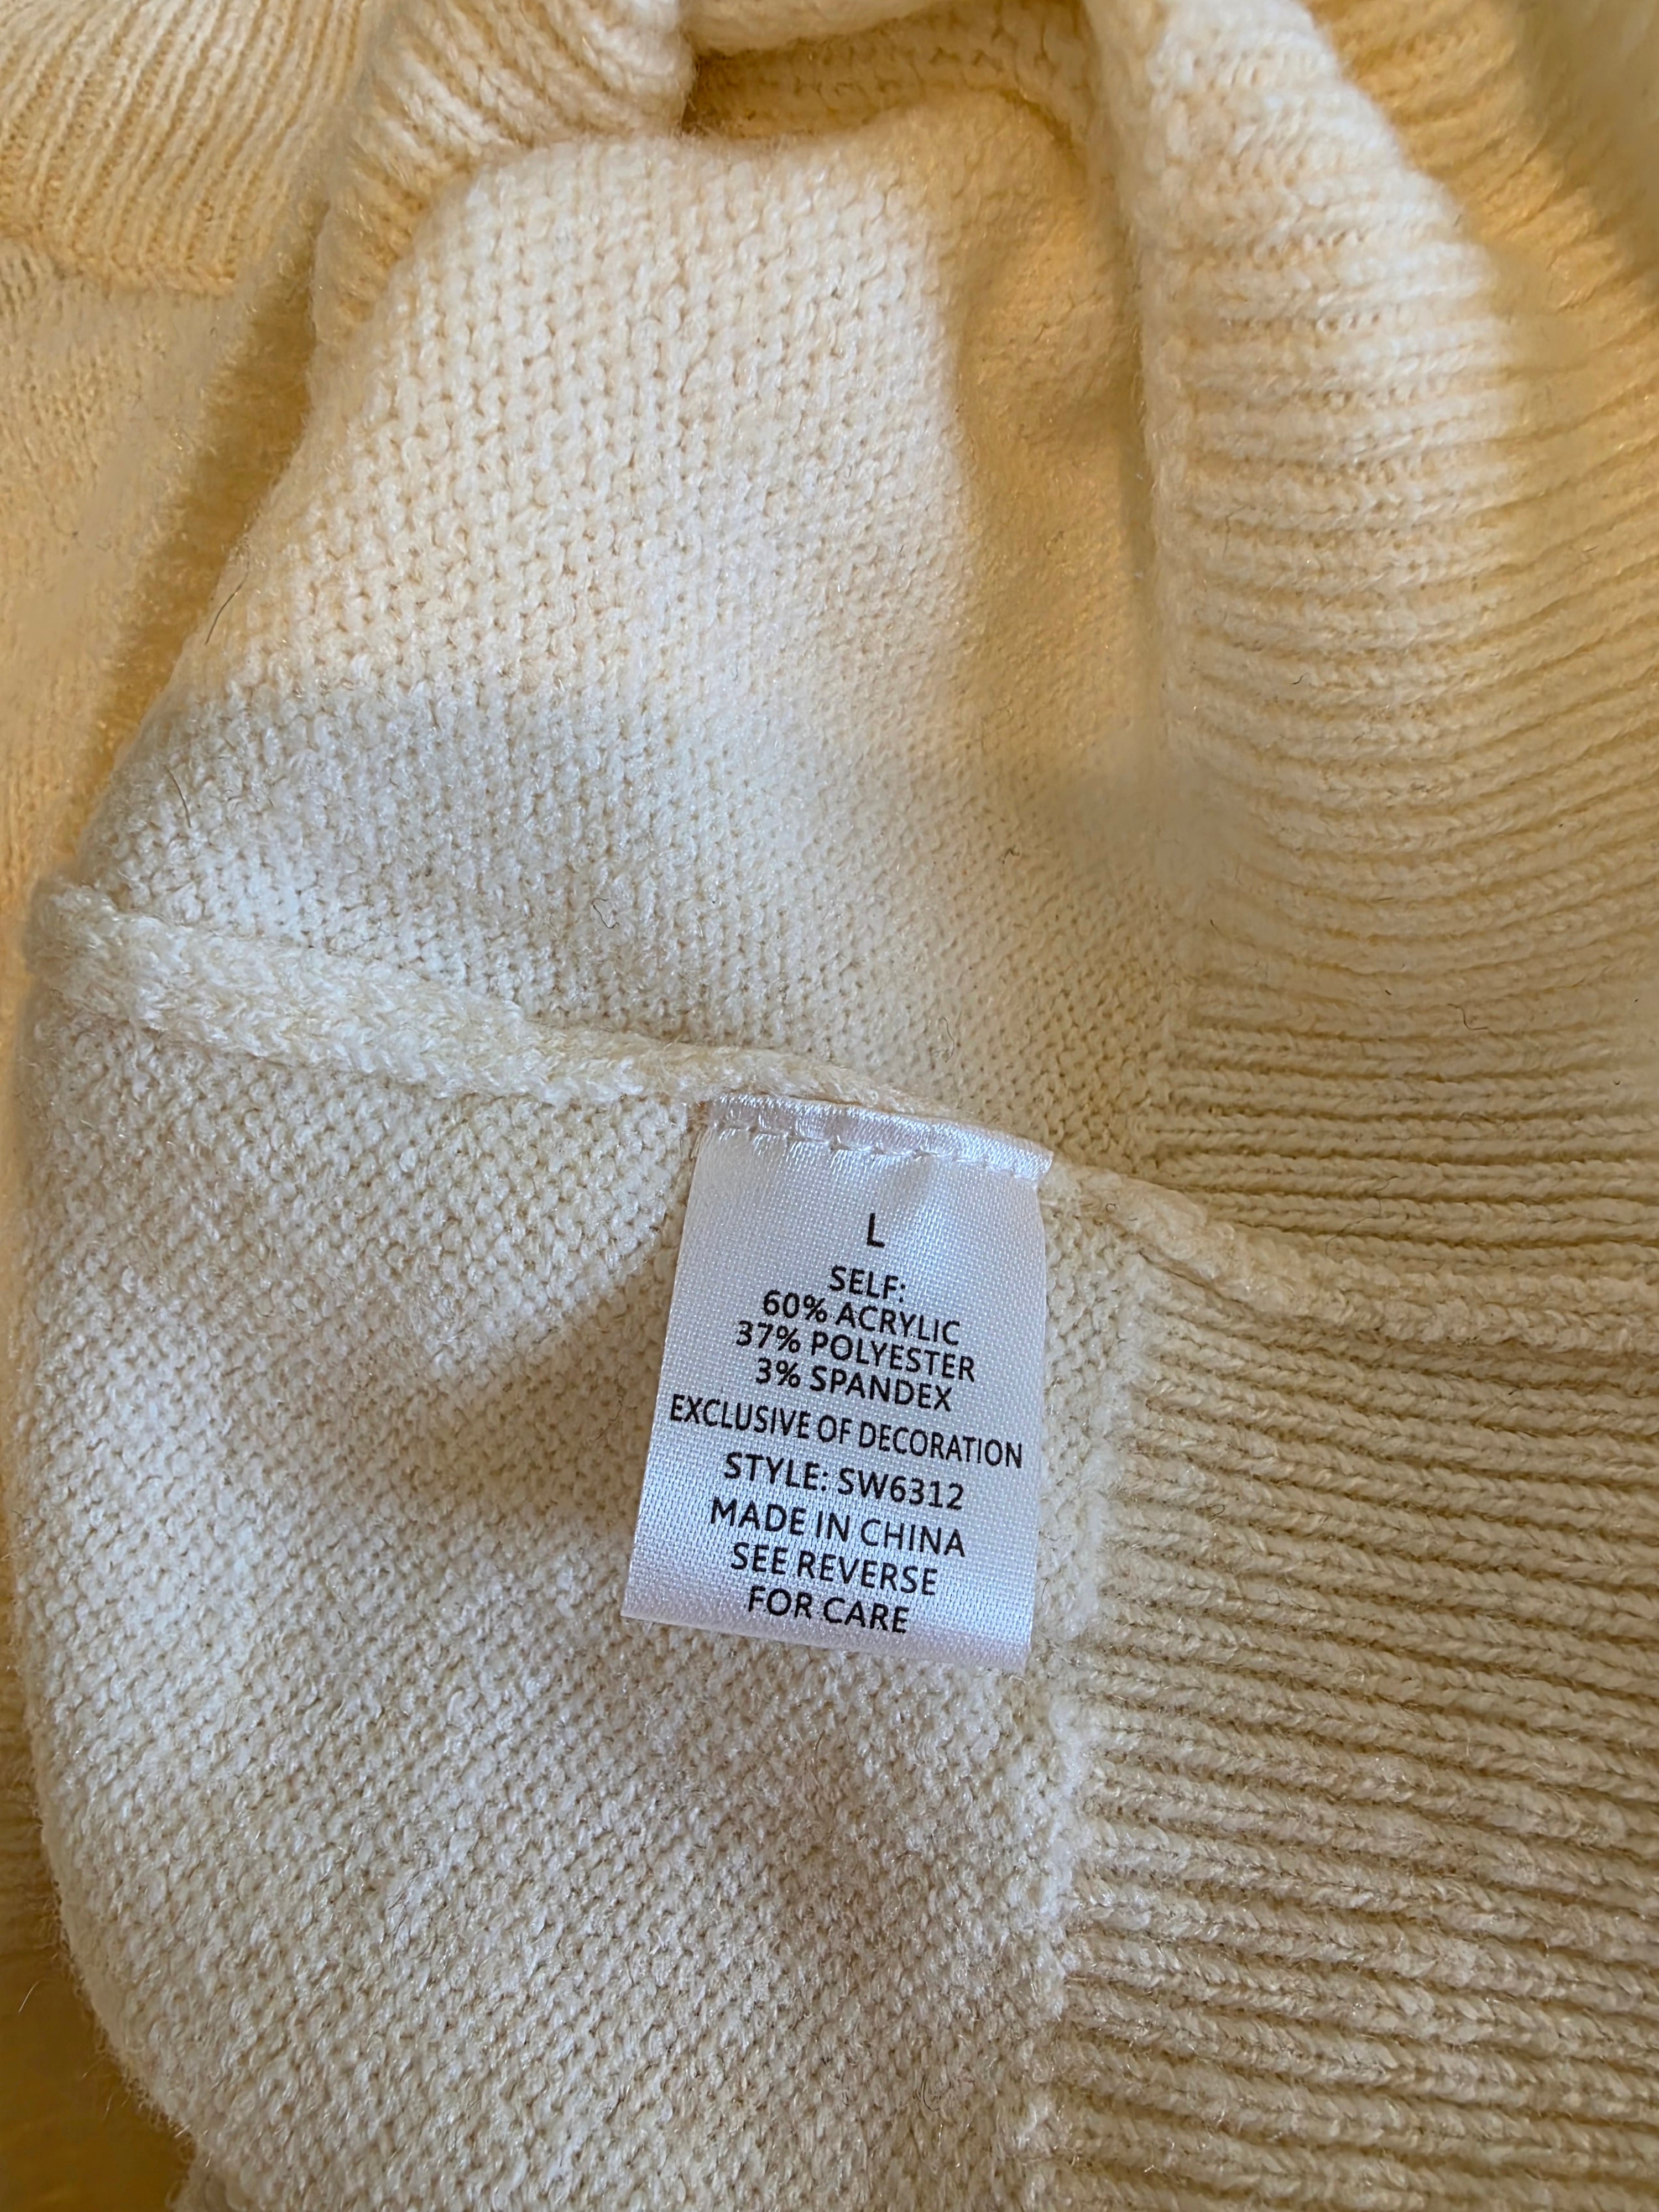 L
SELF:
60% ACRYLIC
37% POLYESTER
3% SPANDEX
EXCLUSIVE OF DECORATION
STYLE: SW6312
MADE IN CHINA
SEE REVERSE
FOR CARE